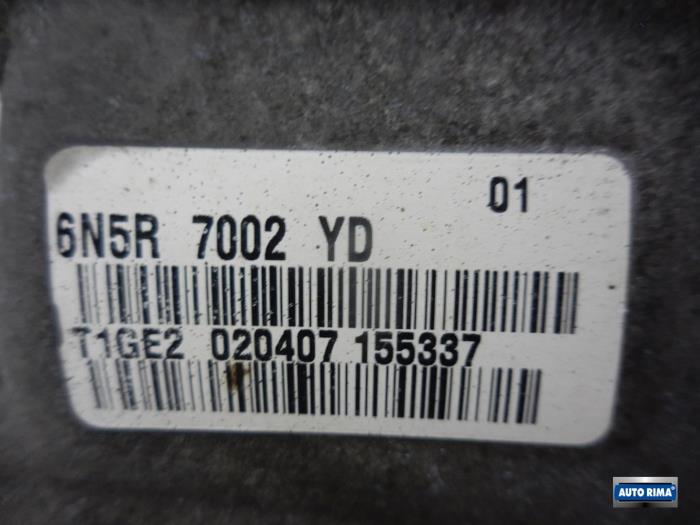 01
6N5R 7002 YD
T1GE2 020407 155337
AUTO RIMA